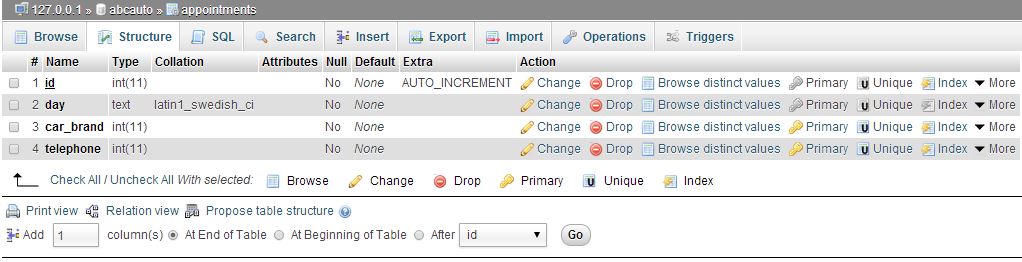 127.0.0.1 » abcauto » appointments
Browse Structure SQL Search Insert Export Import Operations Triggers
# Name Type Collation Attributes Null Default Extra Action
1 id int(11) No None AUTO_INCREMENT Change Drop Browse distinct values Primary Unique Index More
2 day text latin1_swedish_ci No None Change Drop Browse distinct values Primary Unique Index More
3 car_brand int(11) No None Change Drop Browse distinct values Primary Unique Index More
4 telephone int(11) No None Change Drop Browse distinct values Primary Unique Index More
Check All / Uncheck All With selected: Browse Change Drop Primary Unique Index
Print view Relation view Propose table structure
Add 1 column(s) At End of Table At Beginning of Table After id Go